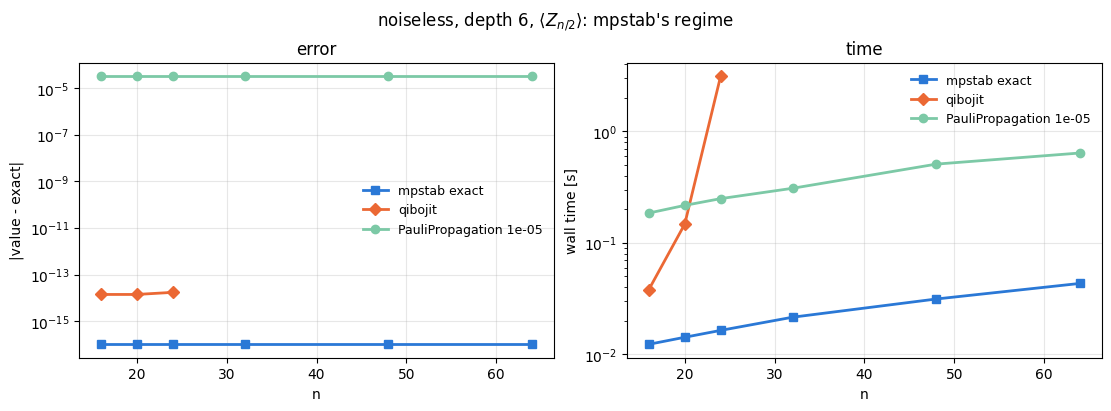 noiseless, depth 6, ⟨Z_{n/2}⟩: mpstab's regime
error
|value - exact|
10⁻⁵
10⁻⁷
10⁻⁹
10⁻¹¹
10⁻¹³
10⁻¹⁵
mpstab exact
qibojit
PauliPropagation 1e-05
20 30 40 50 60
n
time
wall time [s]
10⁰
10⁻¹
10⁻²
mpstab exact
qibojit
PauliPropagation 1e-05
20 30 40 50 60
n